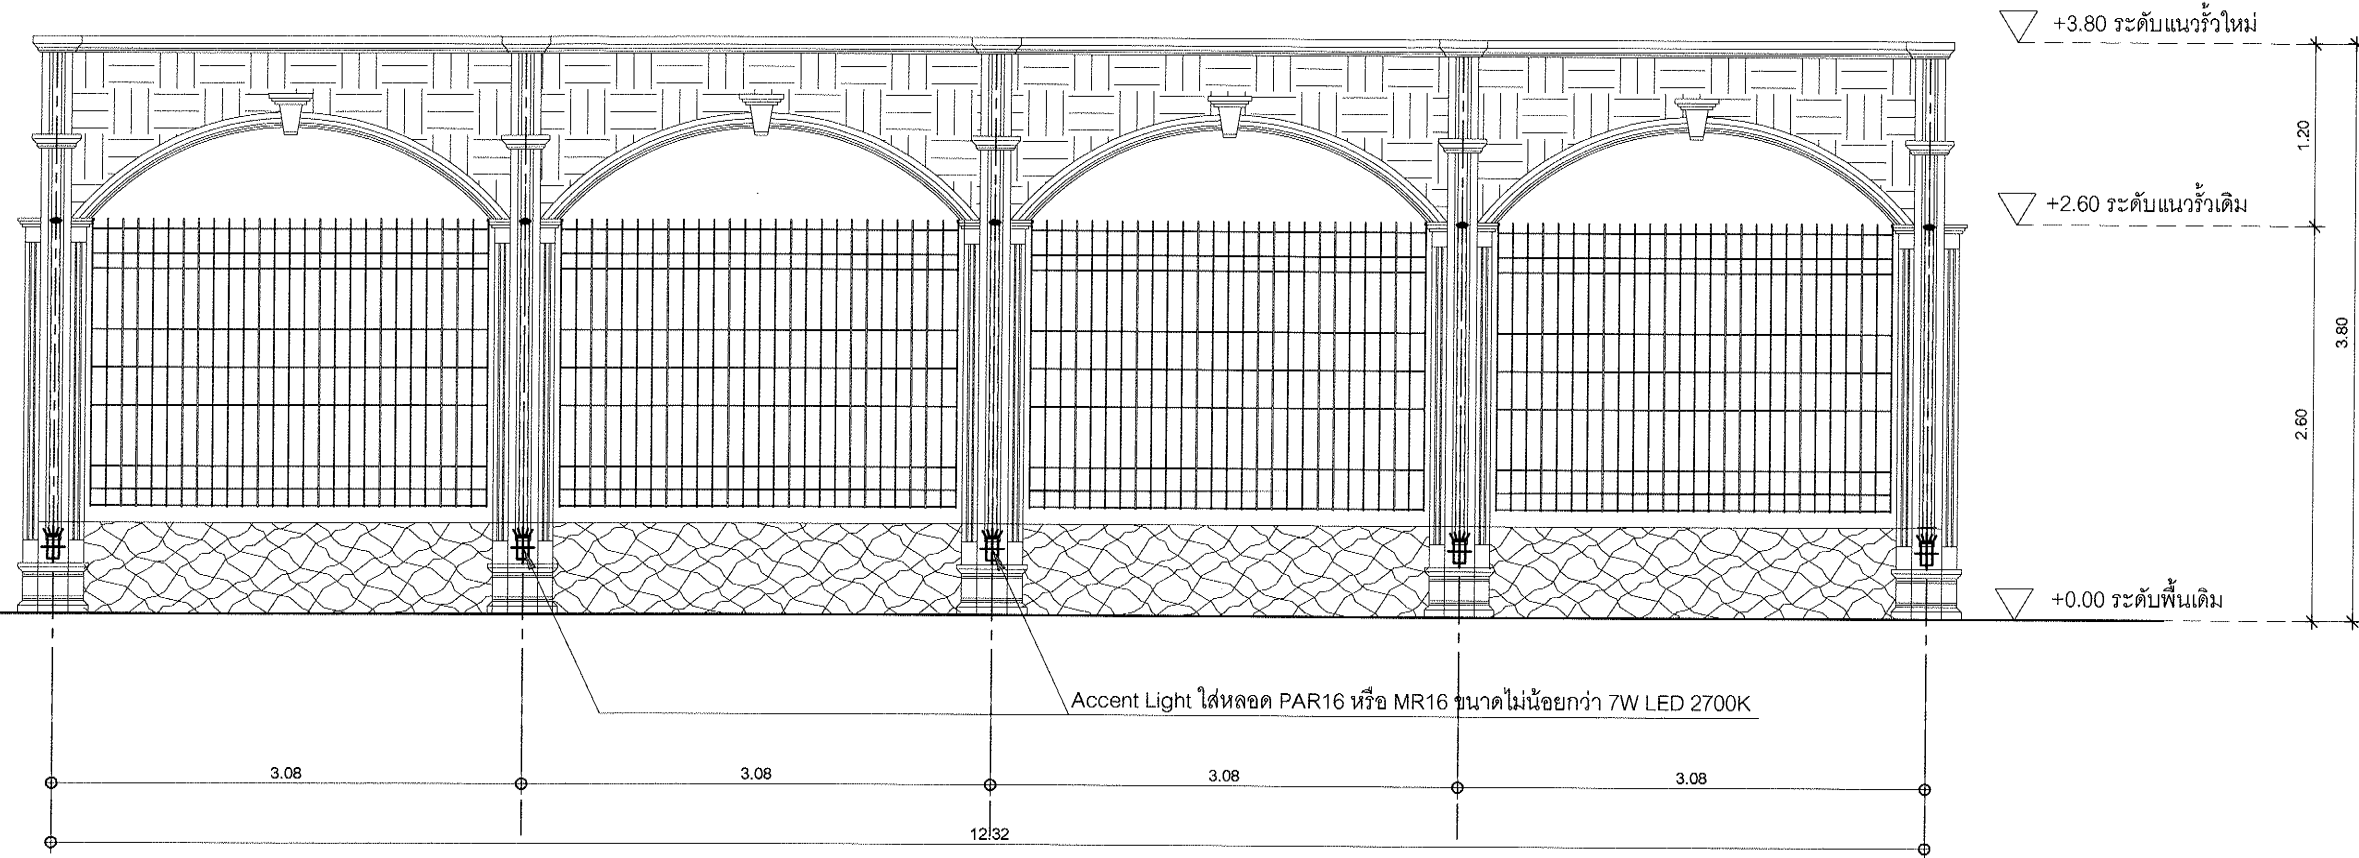 +3.80 ระดับแนวรั้วใหม่
1.20
+2.60 ระดับแนวรั้วเดิม
3.80
2.60
+0.00 ระดับพื้นเดิม
Accent Light ใส่หลอด PAR16 หรือ MR16 ขนาดไม่น้อยกว่า 7W LED 2700K
3.08
3.08
3.08
3.08
12.32